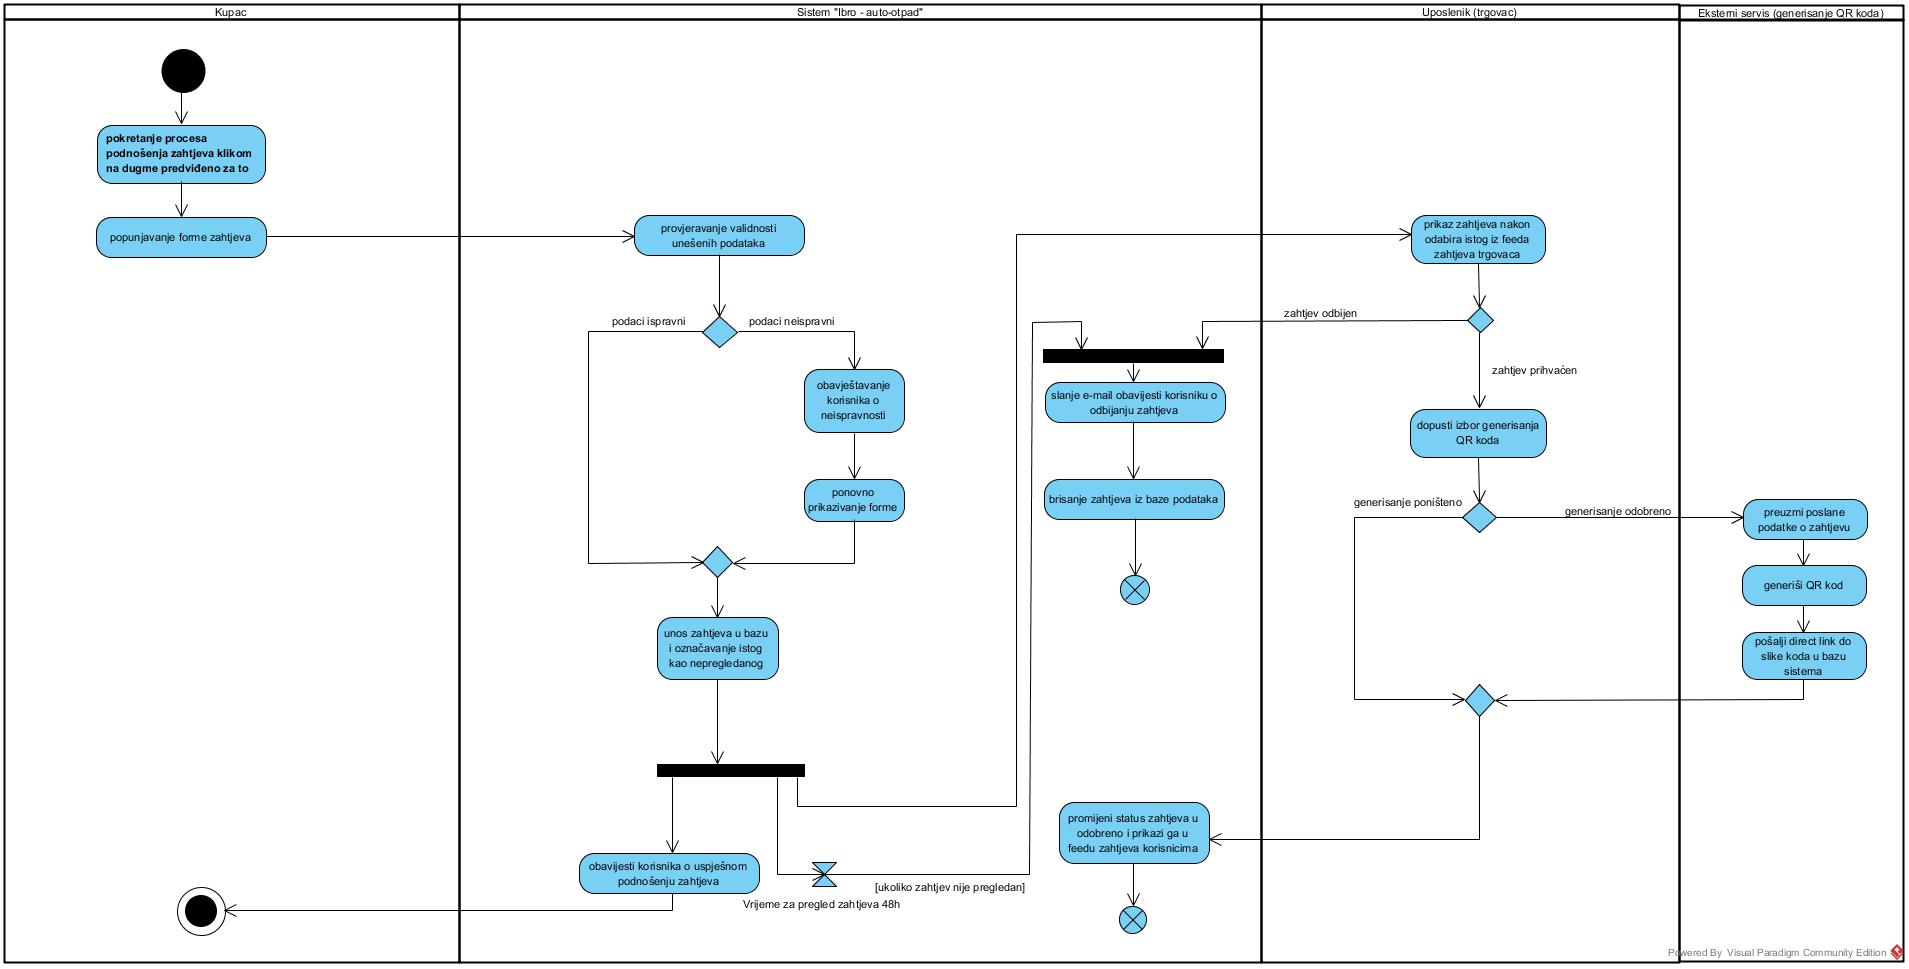 Kupac
Sistem "Ibro - auto-otpad"
Uposlenik (trgovac)
Eksterni servis (generisanje QR koda)
pokretanje procesa
podnošenja zahtjeva klikom
na dugme predviđeno za to
popunjavanje forme zahtjeva
provjeravanje validnosti
unešenih podataka
podaci ispravni
podaci neispravni
obavještavanje
korisnika o
neispravnosti
ponovno
prikazivanje forme
unos zahtjeva u bazu
i označavanje istog
kao nepregledanog
obavijesti korisnika o uspješnom
podnošenju zahtjeva
Vrijeme za pregled zahtjeva 48h
[ukoliko zahtjev nije pregledan]
slanje e-mail obavijesti korisniku o
odbijanju zahtjeva
brisanje zahtjeva iz baze podataka
promijeni status zahtjeva u
odobreno i prikazi ga u
feedu zahtjeva korisnicima
prikaz zahtjeva nakon
odabira istog iz feeda
zahtjeva trgovaca
zahtjev odbijen
zahtjev prihvaćen
dopusti izbor generisanja
QR koda
generisanje poništeno
generisanje odobreno
preuzmi poslane
podatke o zahtjevu
generiši QR kod
pošalji direct link do
slike koda u bazu
sistema
Powered By Visual Paradigm Community Edition